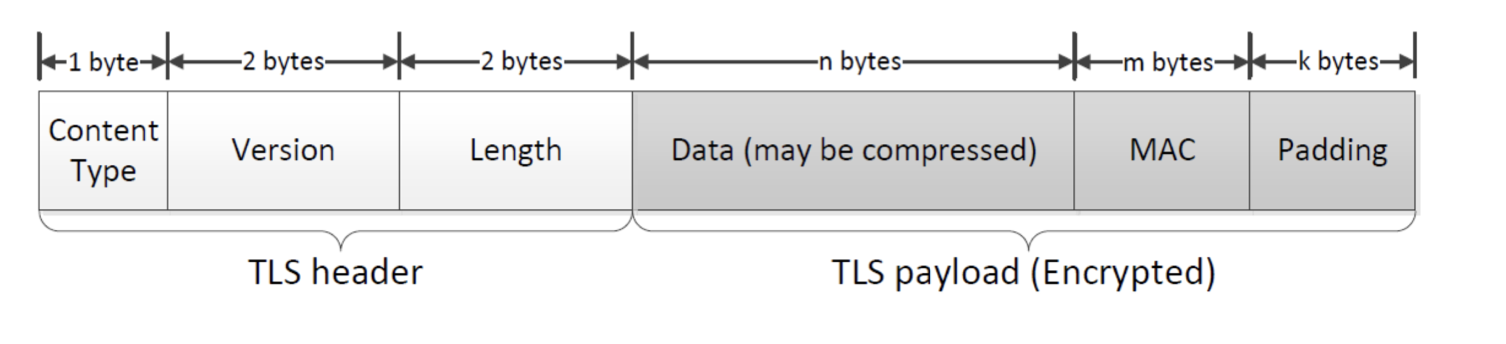 1 byte
2 bytes
2 bytes
n bytes
m bytes
k bytes
Content
Type
Version
Length
Data (may be compressed)
MAC
Padding
TLS header
TLS payload (Encrypted)